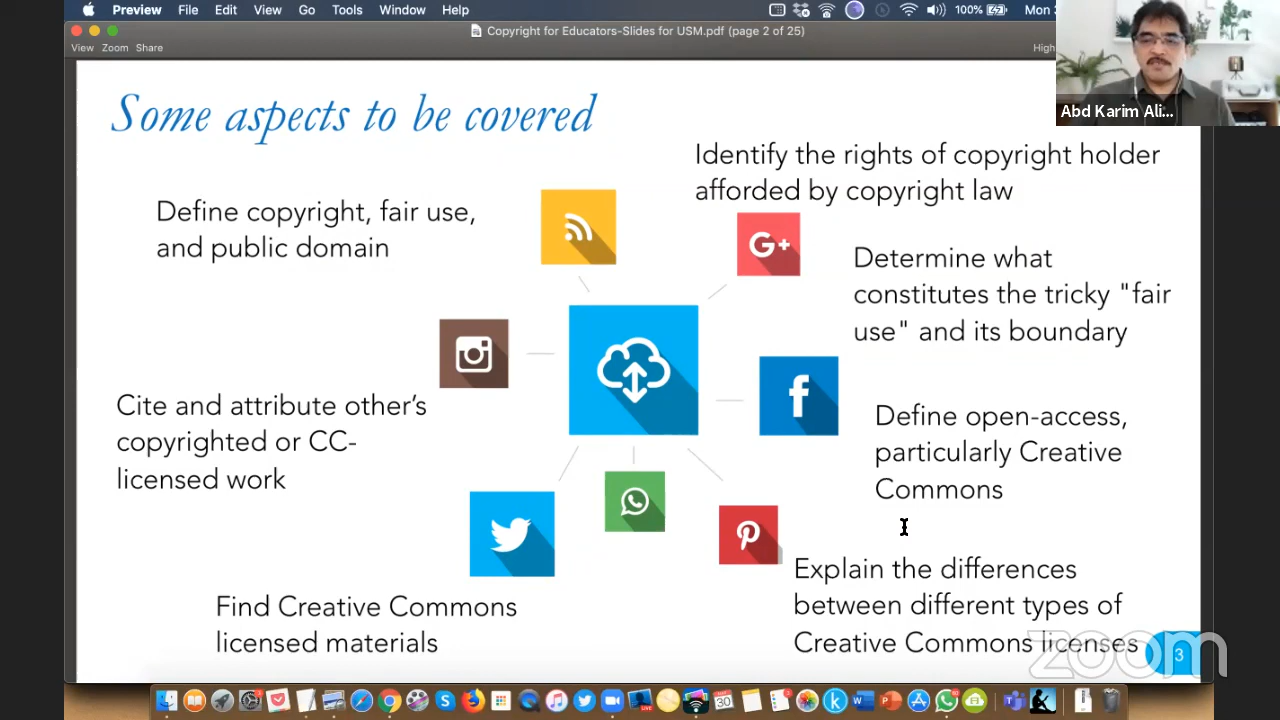 Preview File Edit View Go Tools Window Help 100% Mon
Copyright for Educators-Slides for USM.pdf (page 2 of 25)
View Zoom Share High
Abd Karim Ali...
Some aspects to be covered
Identify the rights of copyright holder
afforded by copyright law
Define copyright, fair use,
and public domain
G+
Determine what
constitutes the tricky "fair
use" and its boundary
f
Cite and attribute other’s
copyrighted or CC-
licensed work
Define open-access,
particularly Creative
Commons
Explain the differences
between different types of
Creative Commons licenses
Find Creative Commons
licensed materials
zoom
3